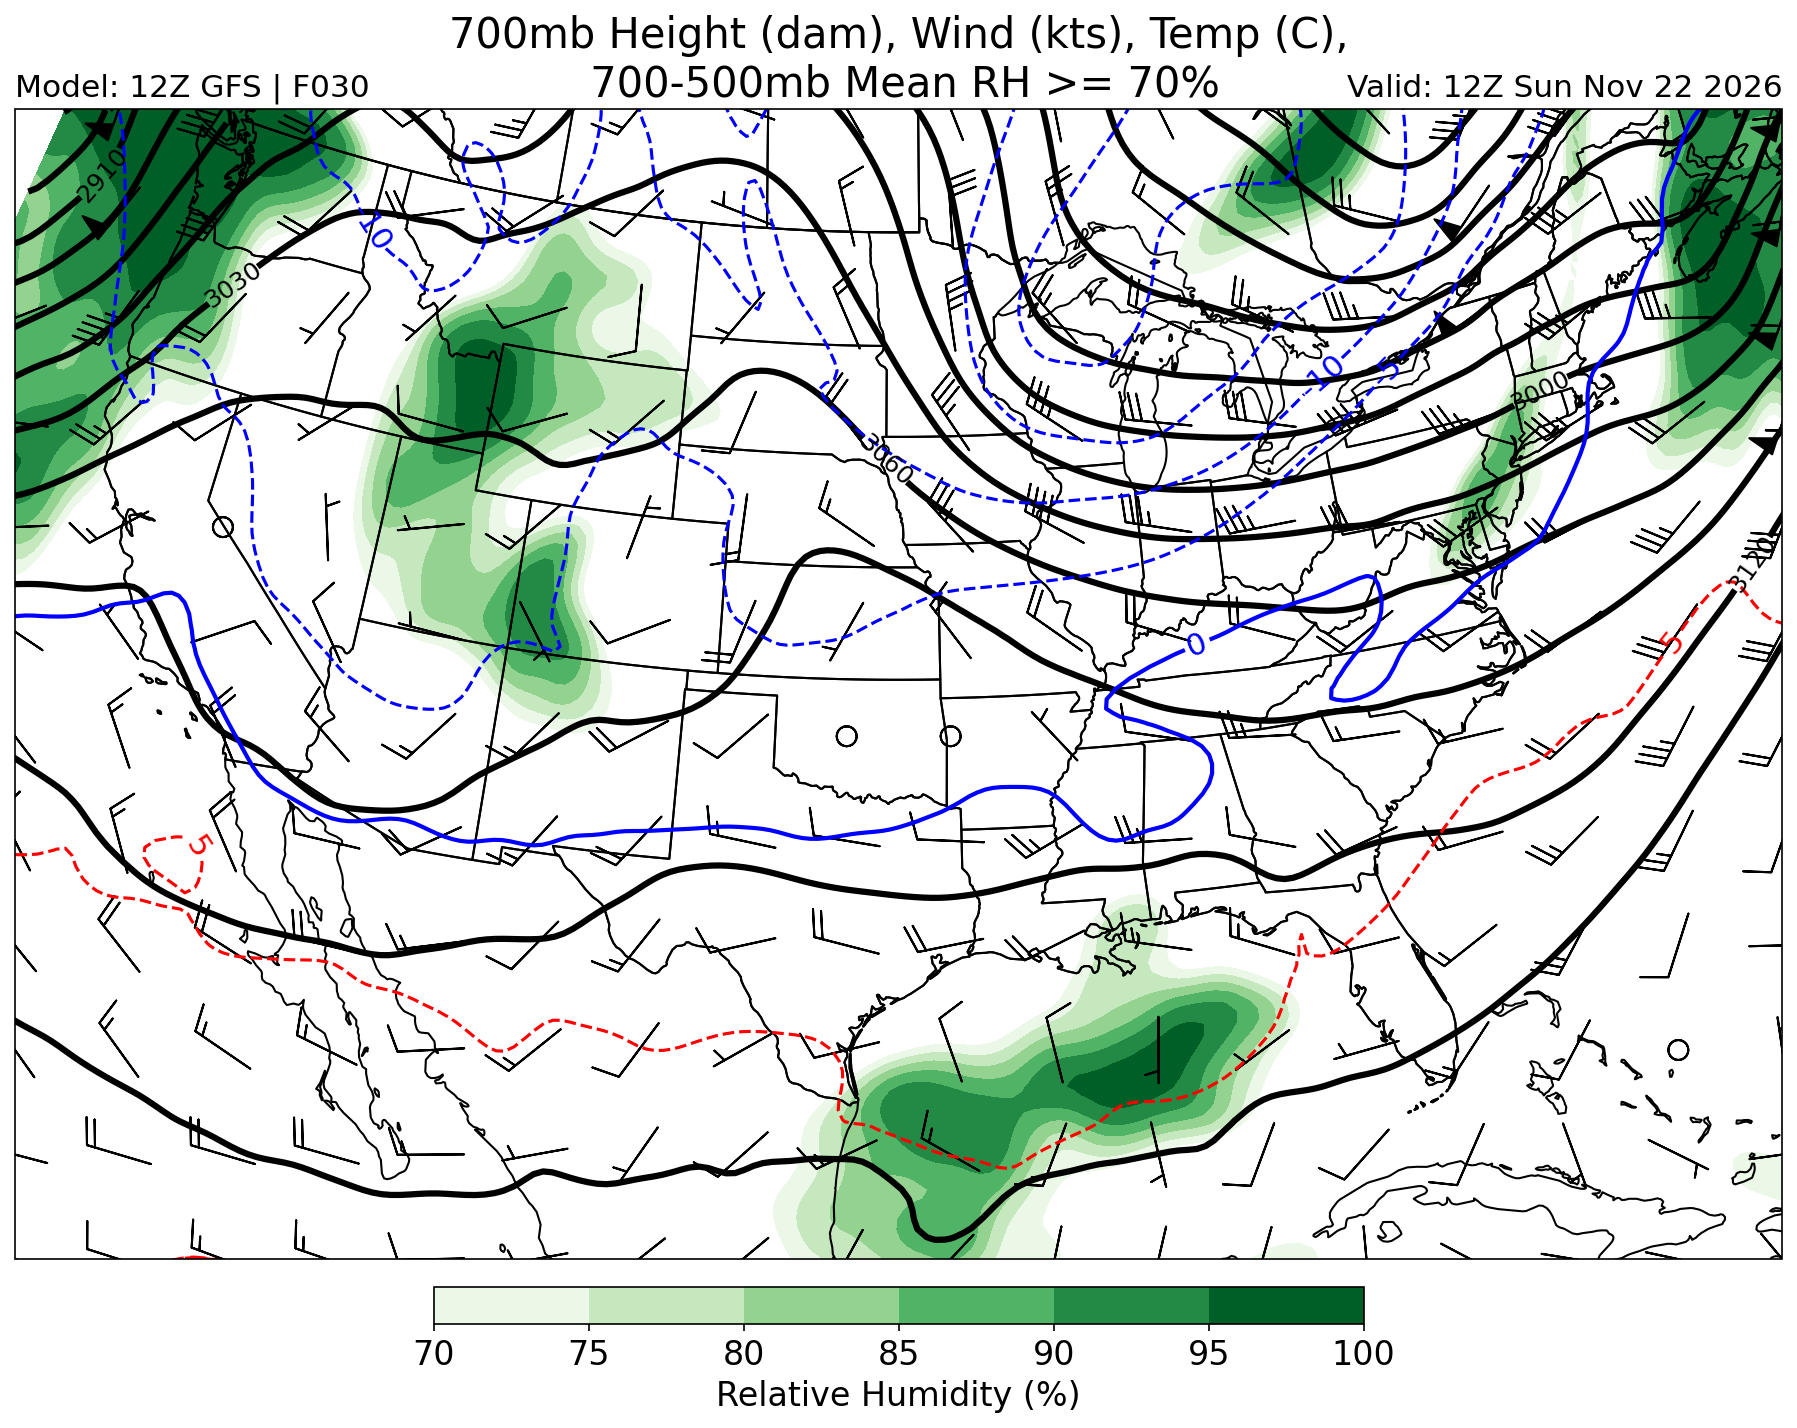 700mb Height (dam), Wind (kts), Temp (C),
700-500mb Mean RH >= 70%
Model: 12Z GFS | F030
Valid: 12Z Sun Nov 22 2026
2910
10
3030
3060
10
5
3000
3120
0
5
5
70 75 80 85 90 95 100
Relative Humidity (%)